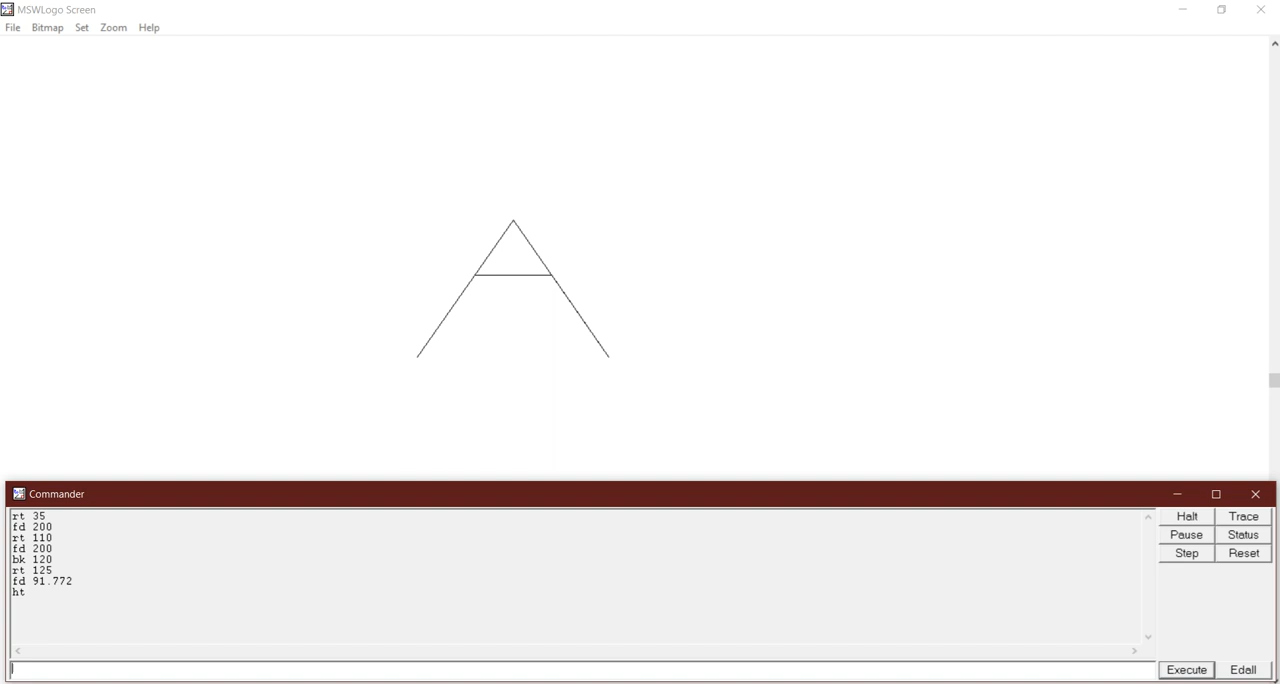 MSWLogo Screen
File Bitmap Set Zoom Help
Commander
rt 35
fd 200
rt 110
fd 200
bk 120
rt 125
fd 91.772
ht
Halt Trace
Pause Status
Step Reset
Execute Edall